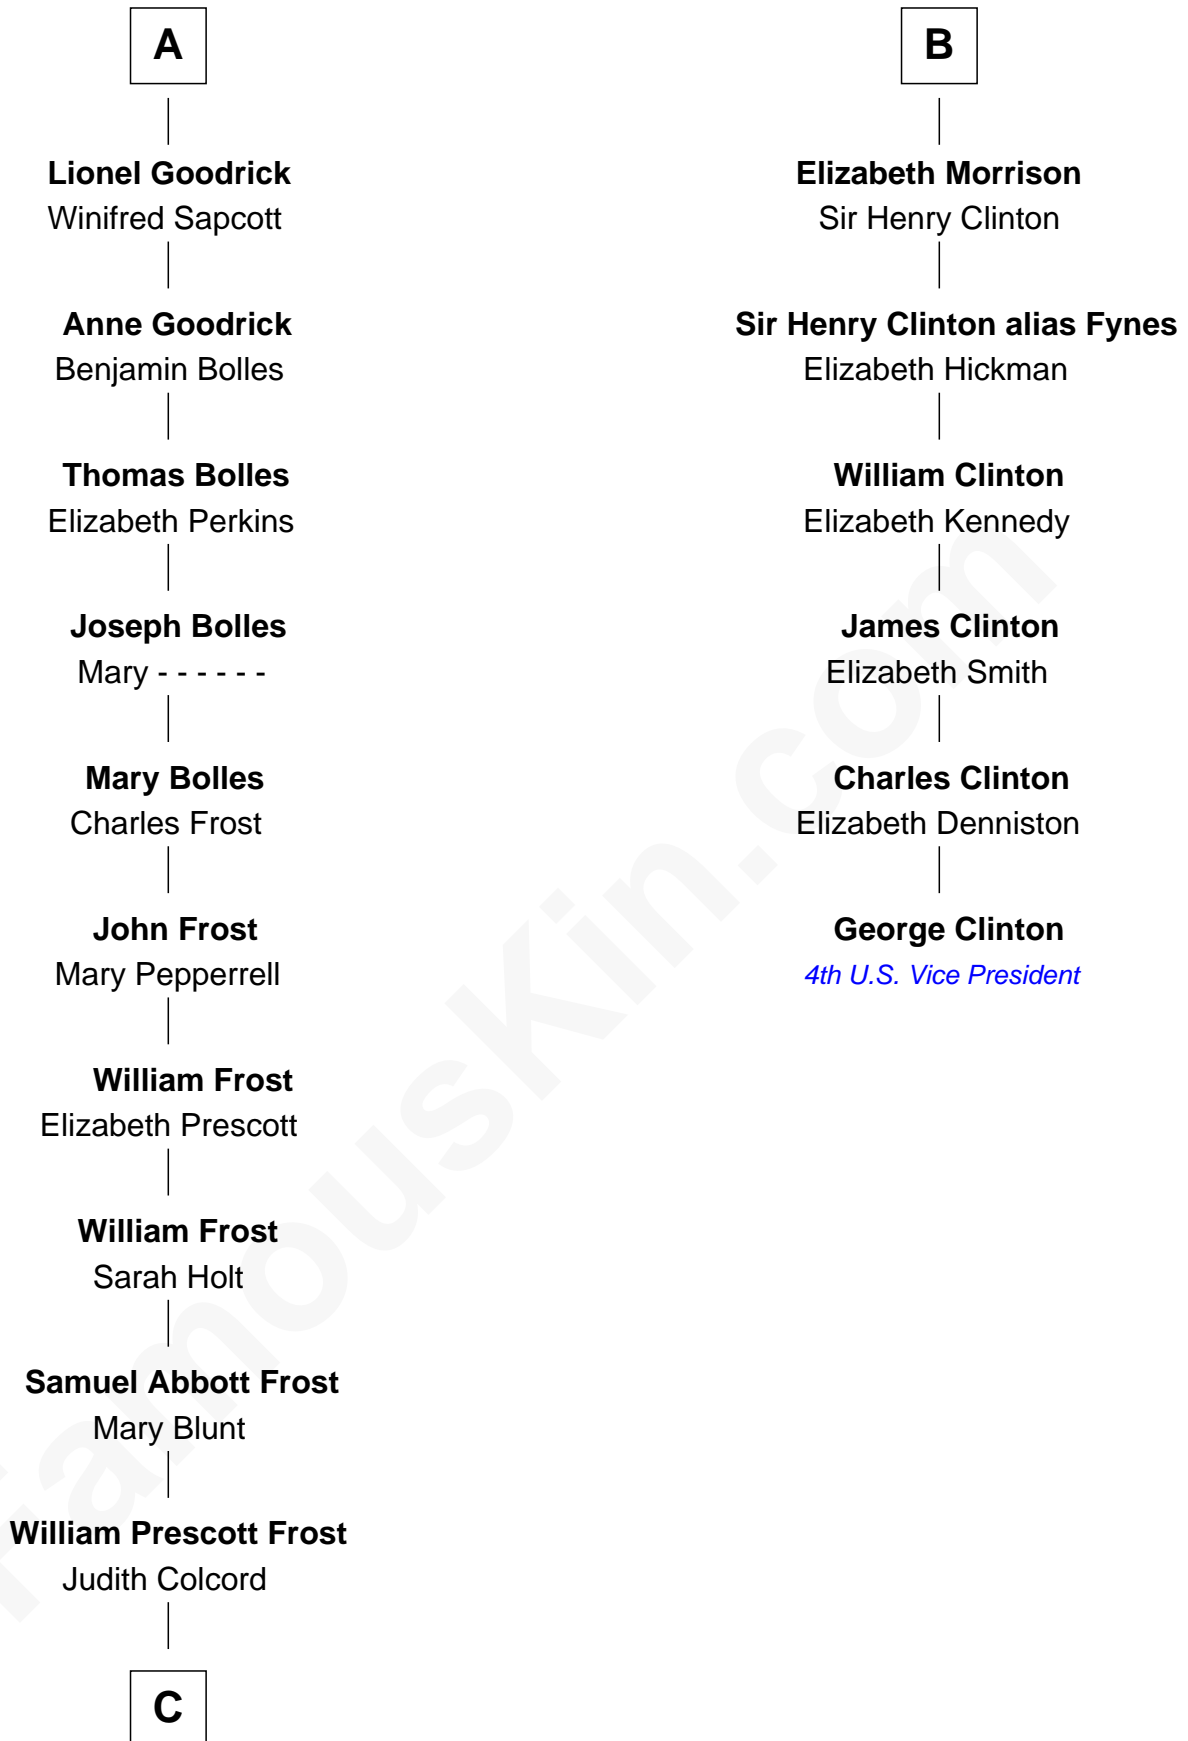 A
Lionel Goodrick
Winifred Sapcott
Anne Goodrick
Benjamin Bolles
Thomas Bolles
Elizabeth Perkins
Joseph Bolles
Mary - - - - - -
Mary Bolles
Charles Frost
John Frost
Mary Pepperrell
William Frost
Elizabeth Prescott
William Frost
Sarah Holt
Samuel Abbott Frost
Mary Blunt
William Prescott Frost
Judith Colcord
C
B
Elizabeth Morrison
Sir Henry Clinton
Sir Henry Clinton alias Fynes
Elizabeth Hickman
William Clinton
Elizabeth Kennedy
James Clinton
Elizabeth Smith
Charles Clinton
Elizabeth Denniston
George Clinton
4th U.S. Vice President
FamousKin.com